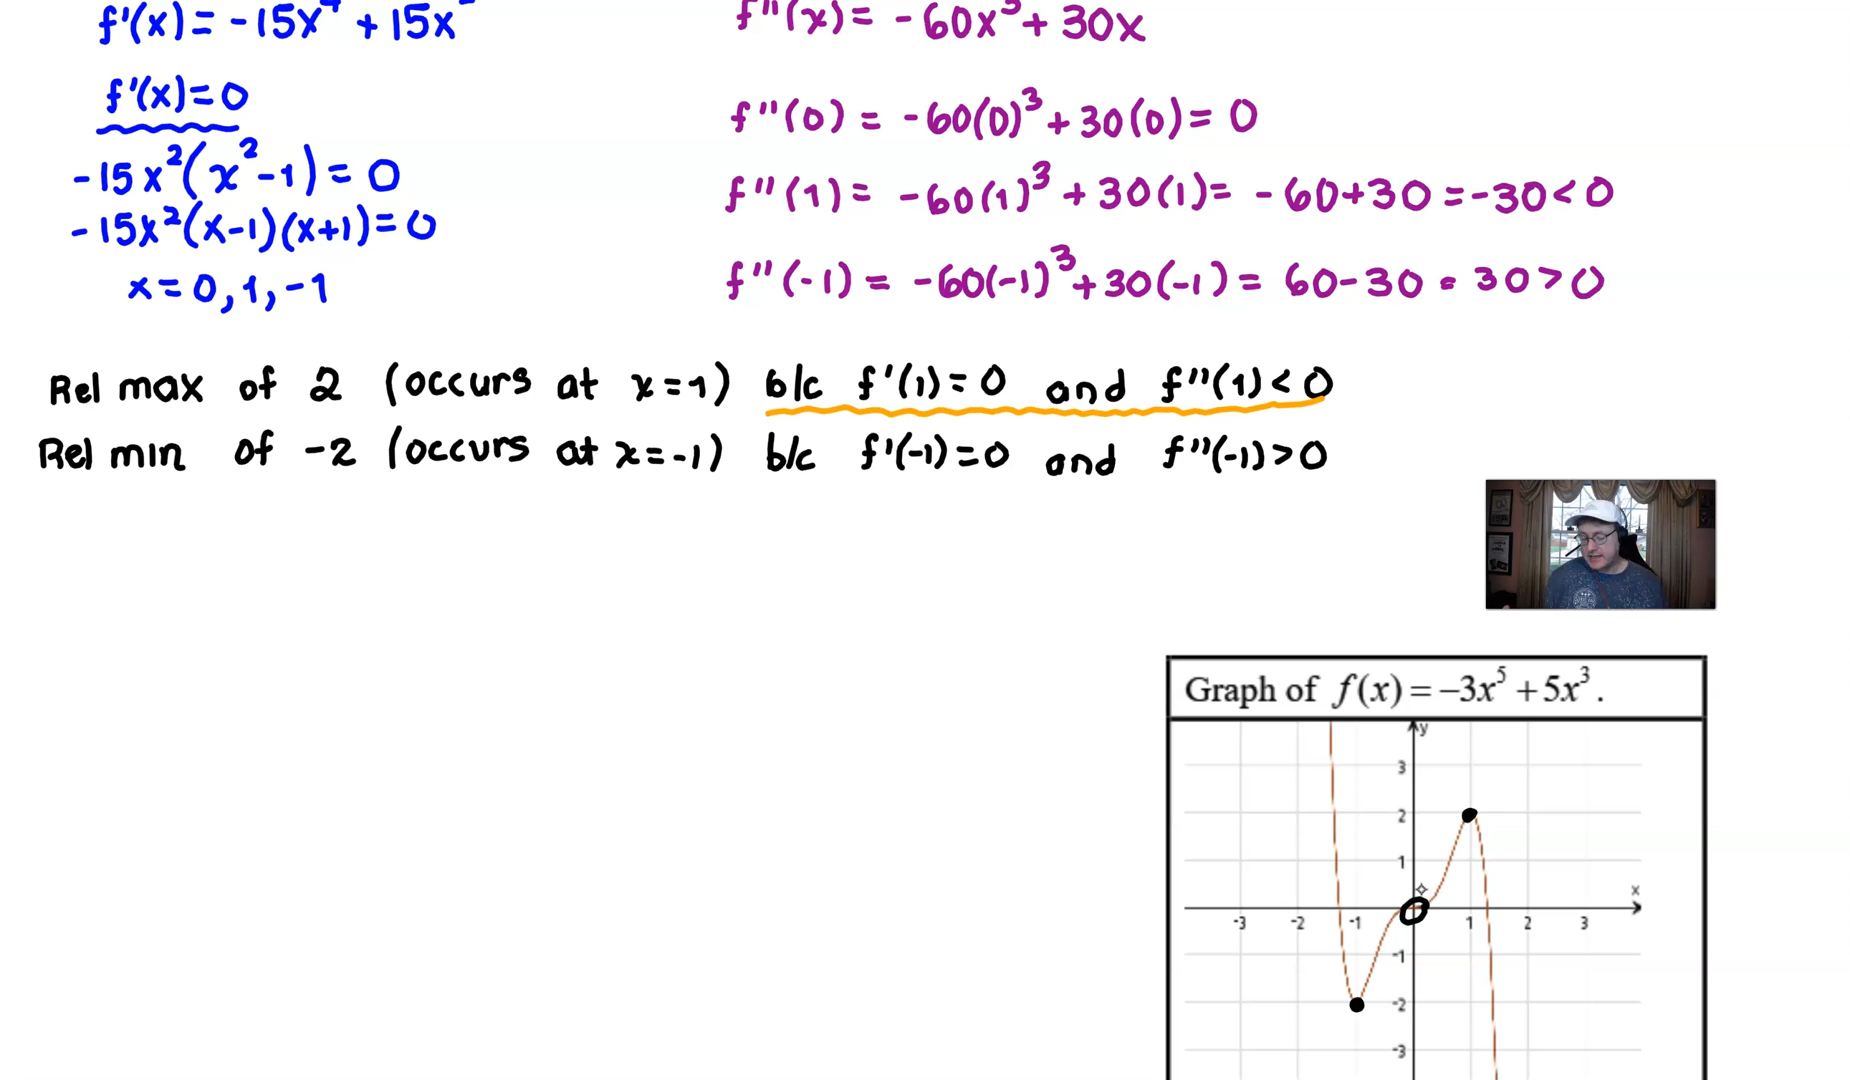 f'(x) = -15x⁴ + 15x²
f''(x) = -60x³ + 30x
f'(x) = 0
-15x²(x²-1) = 0
-15x²(x-1)(x+1) = 0
x = 0, 1, -1
f''(0) = -60(0)³ + 30(0) = 0
f''(1) = -60(1)³ + 30(1) = -60+30 = -30 < 0
f''(-1) = -60(-1)³ + 30(-1) = 60-30 = 30 > 0
Rel max of 2 (occurs at x=1) b/c f'(1) = 0 and f''(1) < 0
Rel min of -2 (occurs at x=-1) b/c f'(-1) = 0 and f''(-1) > 0
Graph of f(x) = -3x⁵ + 5x³.
y
3
2
1
x
-3 -2 -1 1 2 3
-1
-2
-3